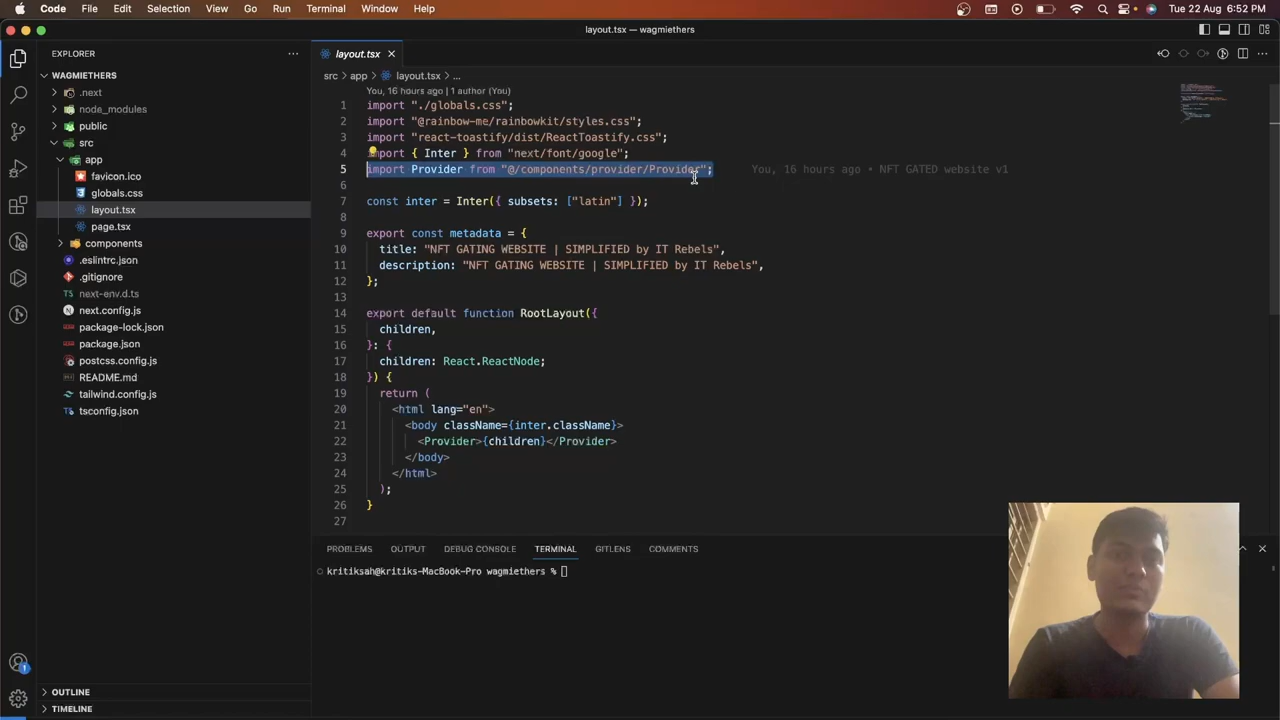 Code File Edit Selection View Go Run Terminal Window Help Tue 22 Aug 6:52 PM
layout.tsx — wagmiethers
EXPLORER
WAGMIETHERS
.next
node_modules
public
src
app
favicon.ico
globals.css
layout.tsx
page.tsx
components
.eslintrc.json
.gitignore
TS next-env.d.ts
next.config.js
package-lock.json
package.json
postcss.config.js
README.md
tailwind.config.js
tsconfig.json
OUTLINE
TIMELINE
1
layout.tsx
src > app > layout.tsx > ...
You, 16 hours ago | 1 author (You)
1 import "./globals.css";
2 import "@rainbow-me/rainbowkit/styles.css";
3 import "react-toastify/dist/ReactToastify.css";
4 import { Inter } from "next/font/google";
5 import Provider from "@/components/provider/Provider"; You, 16 hours ago • NFT GATED website v1
6
7 const inter = Inter({ subsets: ["latin"] });
8
9 export const metadata = {
10 title: "NFT GATING WEBSITE | SIMPLIFIED by IT Rebels",
11 description: "NFT GATING WEBSITE | SIMPLIFIED by IT Rebels",
12 };
13
14 export default function RootLayout({
15 children,
16 }: {
17 children: React.ReactNode;
18 }) {
19 return (
20 <html lang="en">
21 <body className={inter.className}>
22 <Provider>{children}</Provider>
23 </body>
24 </html>
25 );
26 }
27
PROBLEMS OUTPUT DEBUG CONSOLE TERMINAL GITLENS COMMENTS
kritiksah@kritiks-MacBook-Pro wagmiethers %